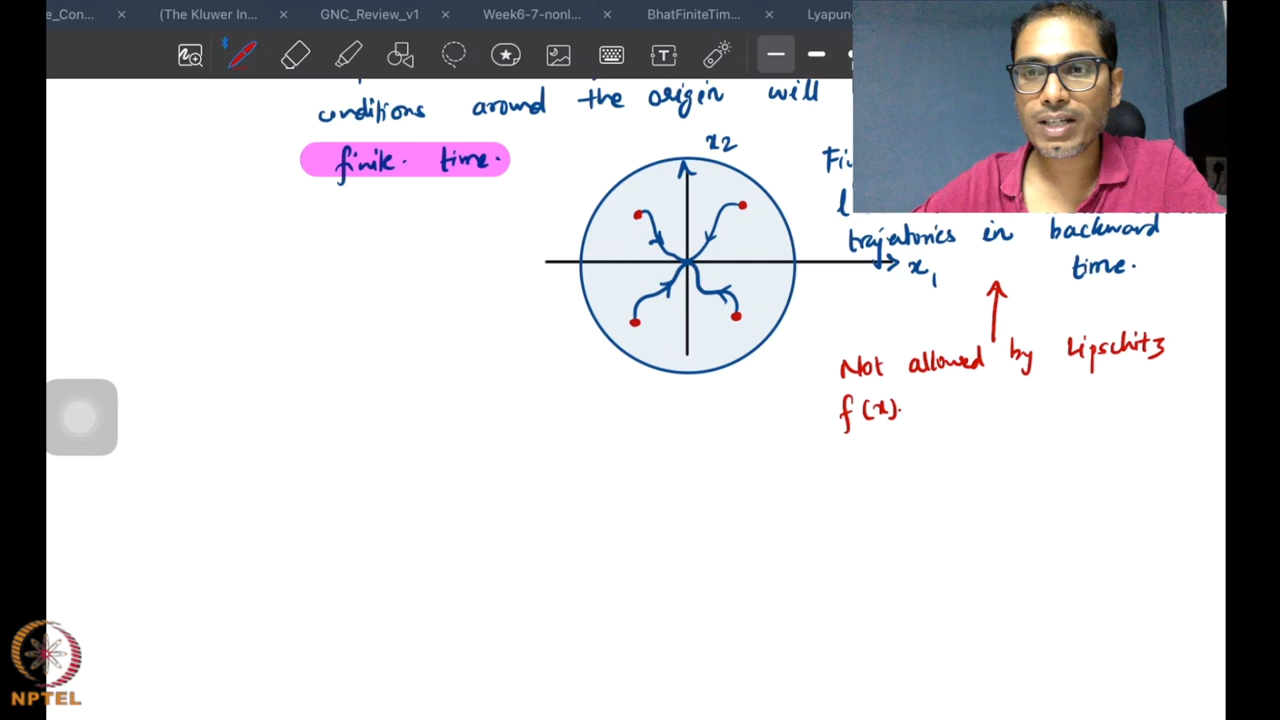 e_Con...
(The Kluwer In...
GNC_Review_v1
Week6-7-nonl...
BhatFiniteTim...
Lyapun
conditions around the origin will
finite. time.
x2
trajectories in backward
x1
time.
Not allowed by Lipschitz
f(x).
NPTEL